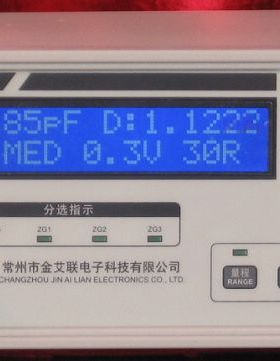 85pF D:1.1222
MED 0.3V 30R
分选指示
ZG1 ZG2 ZG3
常州市金艾联电子科技有限公司
CHANGZHOU JIN AI LIAN ELECTRONICS CO., LTD.
量程
RANGE